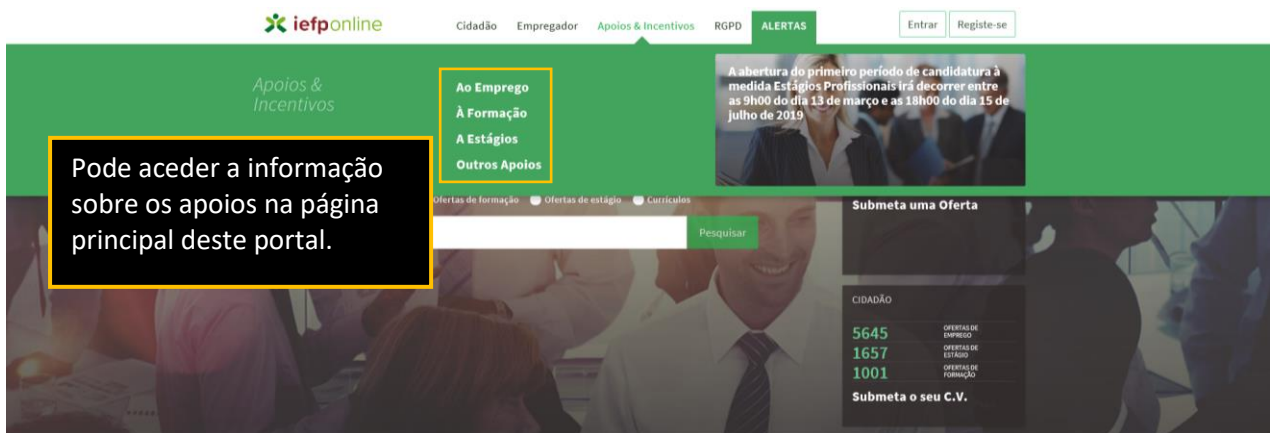 iefponline
Cidadão
Empregador
Apoios & Incentivos
RGPD
ALERTAS
Entrar
Registe-se
Apoios &
Incentivos
Ao Emprego
À Formação
A Estágios
Outros Apoios
A abertura do primeiro período de candidatura à
medida Estágios Profissionais irá decorrer entre
as 9h00 do dia 13 de março e as 18h00 do dia 15 de
julho de 2019
Pode aceder a informação
sobre os apoios na página
principal deste portal.
Ofertas de formação
Ofertas de estágio
Currículos
Pesquisar
Submeta uma Oferta
CIDADÃO
5645 OFERTAS DE
EMPREGO
1657 OFERTAS DE
ESTÁGIO
1001 OFERTAS DE
FORMAÇÃO
Submeta o seu C.V.